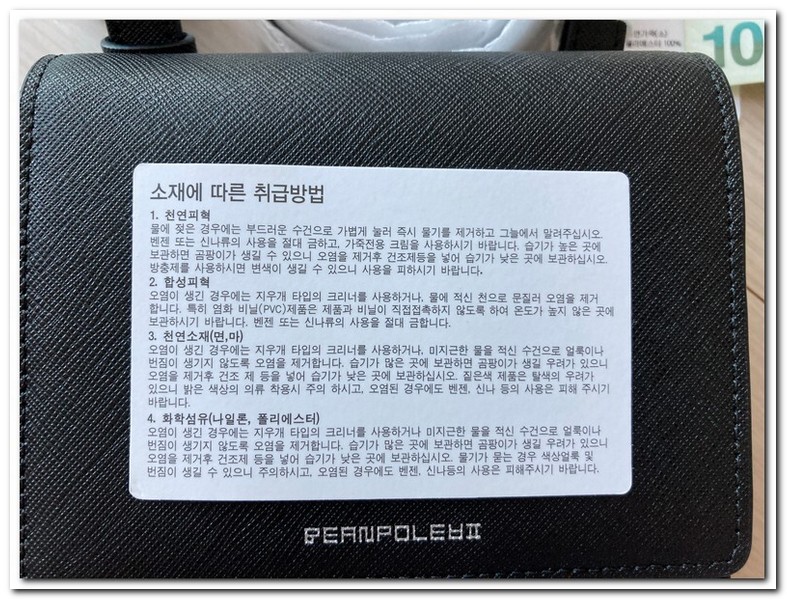 연가죽(소)
폴리에스터 100%
10
소재에 따른 취급방법
1. 천연피혁
물에 젖은 경우에는 부드러운 수건으로 가볍게 눌러 즉시 물기를 제거하고 그늘에서 말려주십시오.
벤젠 또는 신나류의 사용을 절대 금하고, 가죽전용 크림을 사용하시기 바랍니다. 습기가 높은 곳에
보관하면 곰팡이가 생길 수 있으니 오염을 제거후 건조제등을 넣어 습기가 낮은 곳에 보관하십시오.
방충제를 사용하시면 변색이 생길 수 있으니 사용을 피하시기 바랍니다.
2. 합성피혁
오염이 생긴 경우에는 지우개 타입의 크리너를 사용하거나, 물에 적신 천으로 문질러 오염을 제거
합니다. 특히 염화 비닐(PVC)제품은 제품과 비닐이 직접접촉하지 않도록 하여 온도가 높지 않은 곳에
보관하시기 바랍니다. 벤젠 또는 신나류의 사용을 절대 금합니다.
3. 천연소재(면,마)
오염이 생긴 경우에는 지우개 타입의 크리너를 사용하거나, 미지근한 물을 적신 수건으로 얼룩이나
번짐이 생기지 않도록 오염을 제거합니다. 습기가 많은 곳에 보관하면 곰팡이가 생길 우려가 있으니
오염을 제거후 건조 제 등을 넣어 습기가 낮은 곳에 보관하십시오. 짙은색 제품은 탈색의 우려가
있으니 밝은 색상의 의류 착용시 주의 하시고, 오염된 경우에도 벤젠, 신나 등의 사용은 피해 주시기
바랍니다.
4. 화학섬유(나일론, 폴리에스터)
오염이 생긴 경우에는 지우개 타입의 크리너를 사용하거나 미지근한 물을 적신 수건으로 얼룩이나
번짐이 생기지 않도록 오염을 제거합니다. 습기가 많은 곳에 보관하면 곰팡이가 생길 우려가 있으니
오염을 제거후 건조제 등을 넣어 습기가 낮은 곳에 보관하십시오. 물기가 묻는 경우 색상얼룩 및
번짐이 생길 수 있으니 주의하시고, 오염된 경우에도 벤젠, 신나등의 사용은 피해주시기 바랍니다.
BEANPOLE